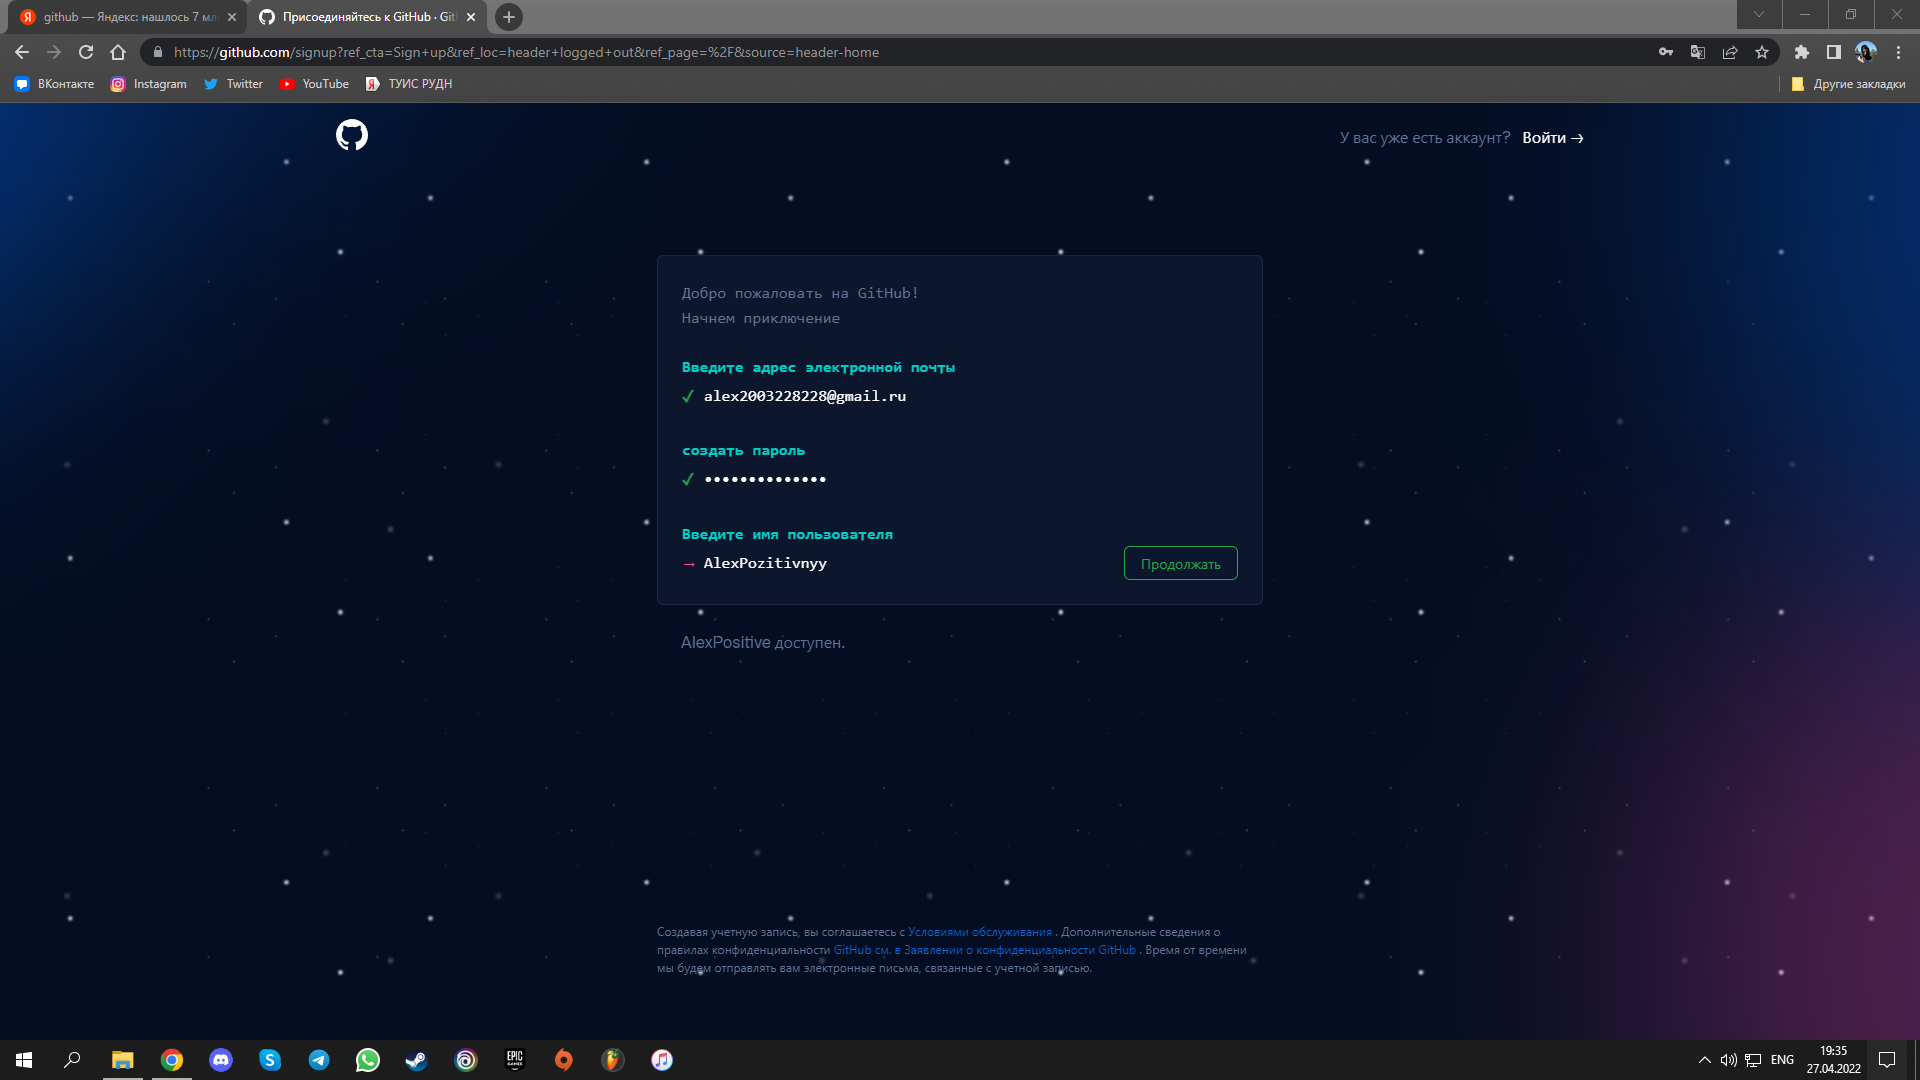 github — Яндекс: нашлось 7 мл
Присоединяйтесь к GitHub · Git
https://github.com/signup?ref_cta=Sign+up&ref_loc=header+logged+out&ref_page=%2F&source=header-home
ВКонтакте
Instagram
Twitter
YouTube
ТУИС РУДН
Другие закладки
У вас уже есть аккаунт? Войти →
Добро пожаловать на GitHub!
Начнем приключение
Введите адрес электронной почты
✓ alex2003228228@gmail.ru
создать пароль
✓ ••••••••••••••
Введите имя пользователя
→ AlexPozitivnyy
Продолжать
AlexPositive доступен.
Создавая учетную запись, вы соглашаетесь с Условиями обслуживания . Дополнительные сведения о
правилах конфиденциальности GitHub см. в Заявлении о конфиденциальности GitHub . Время от времени
мы будем отправлять вам электронные письма, связанные с учетной записью.
EPIC
GAMES
ENG
19:35
27.04.2022